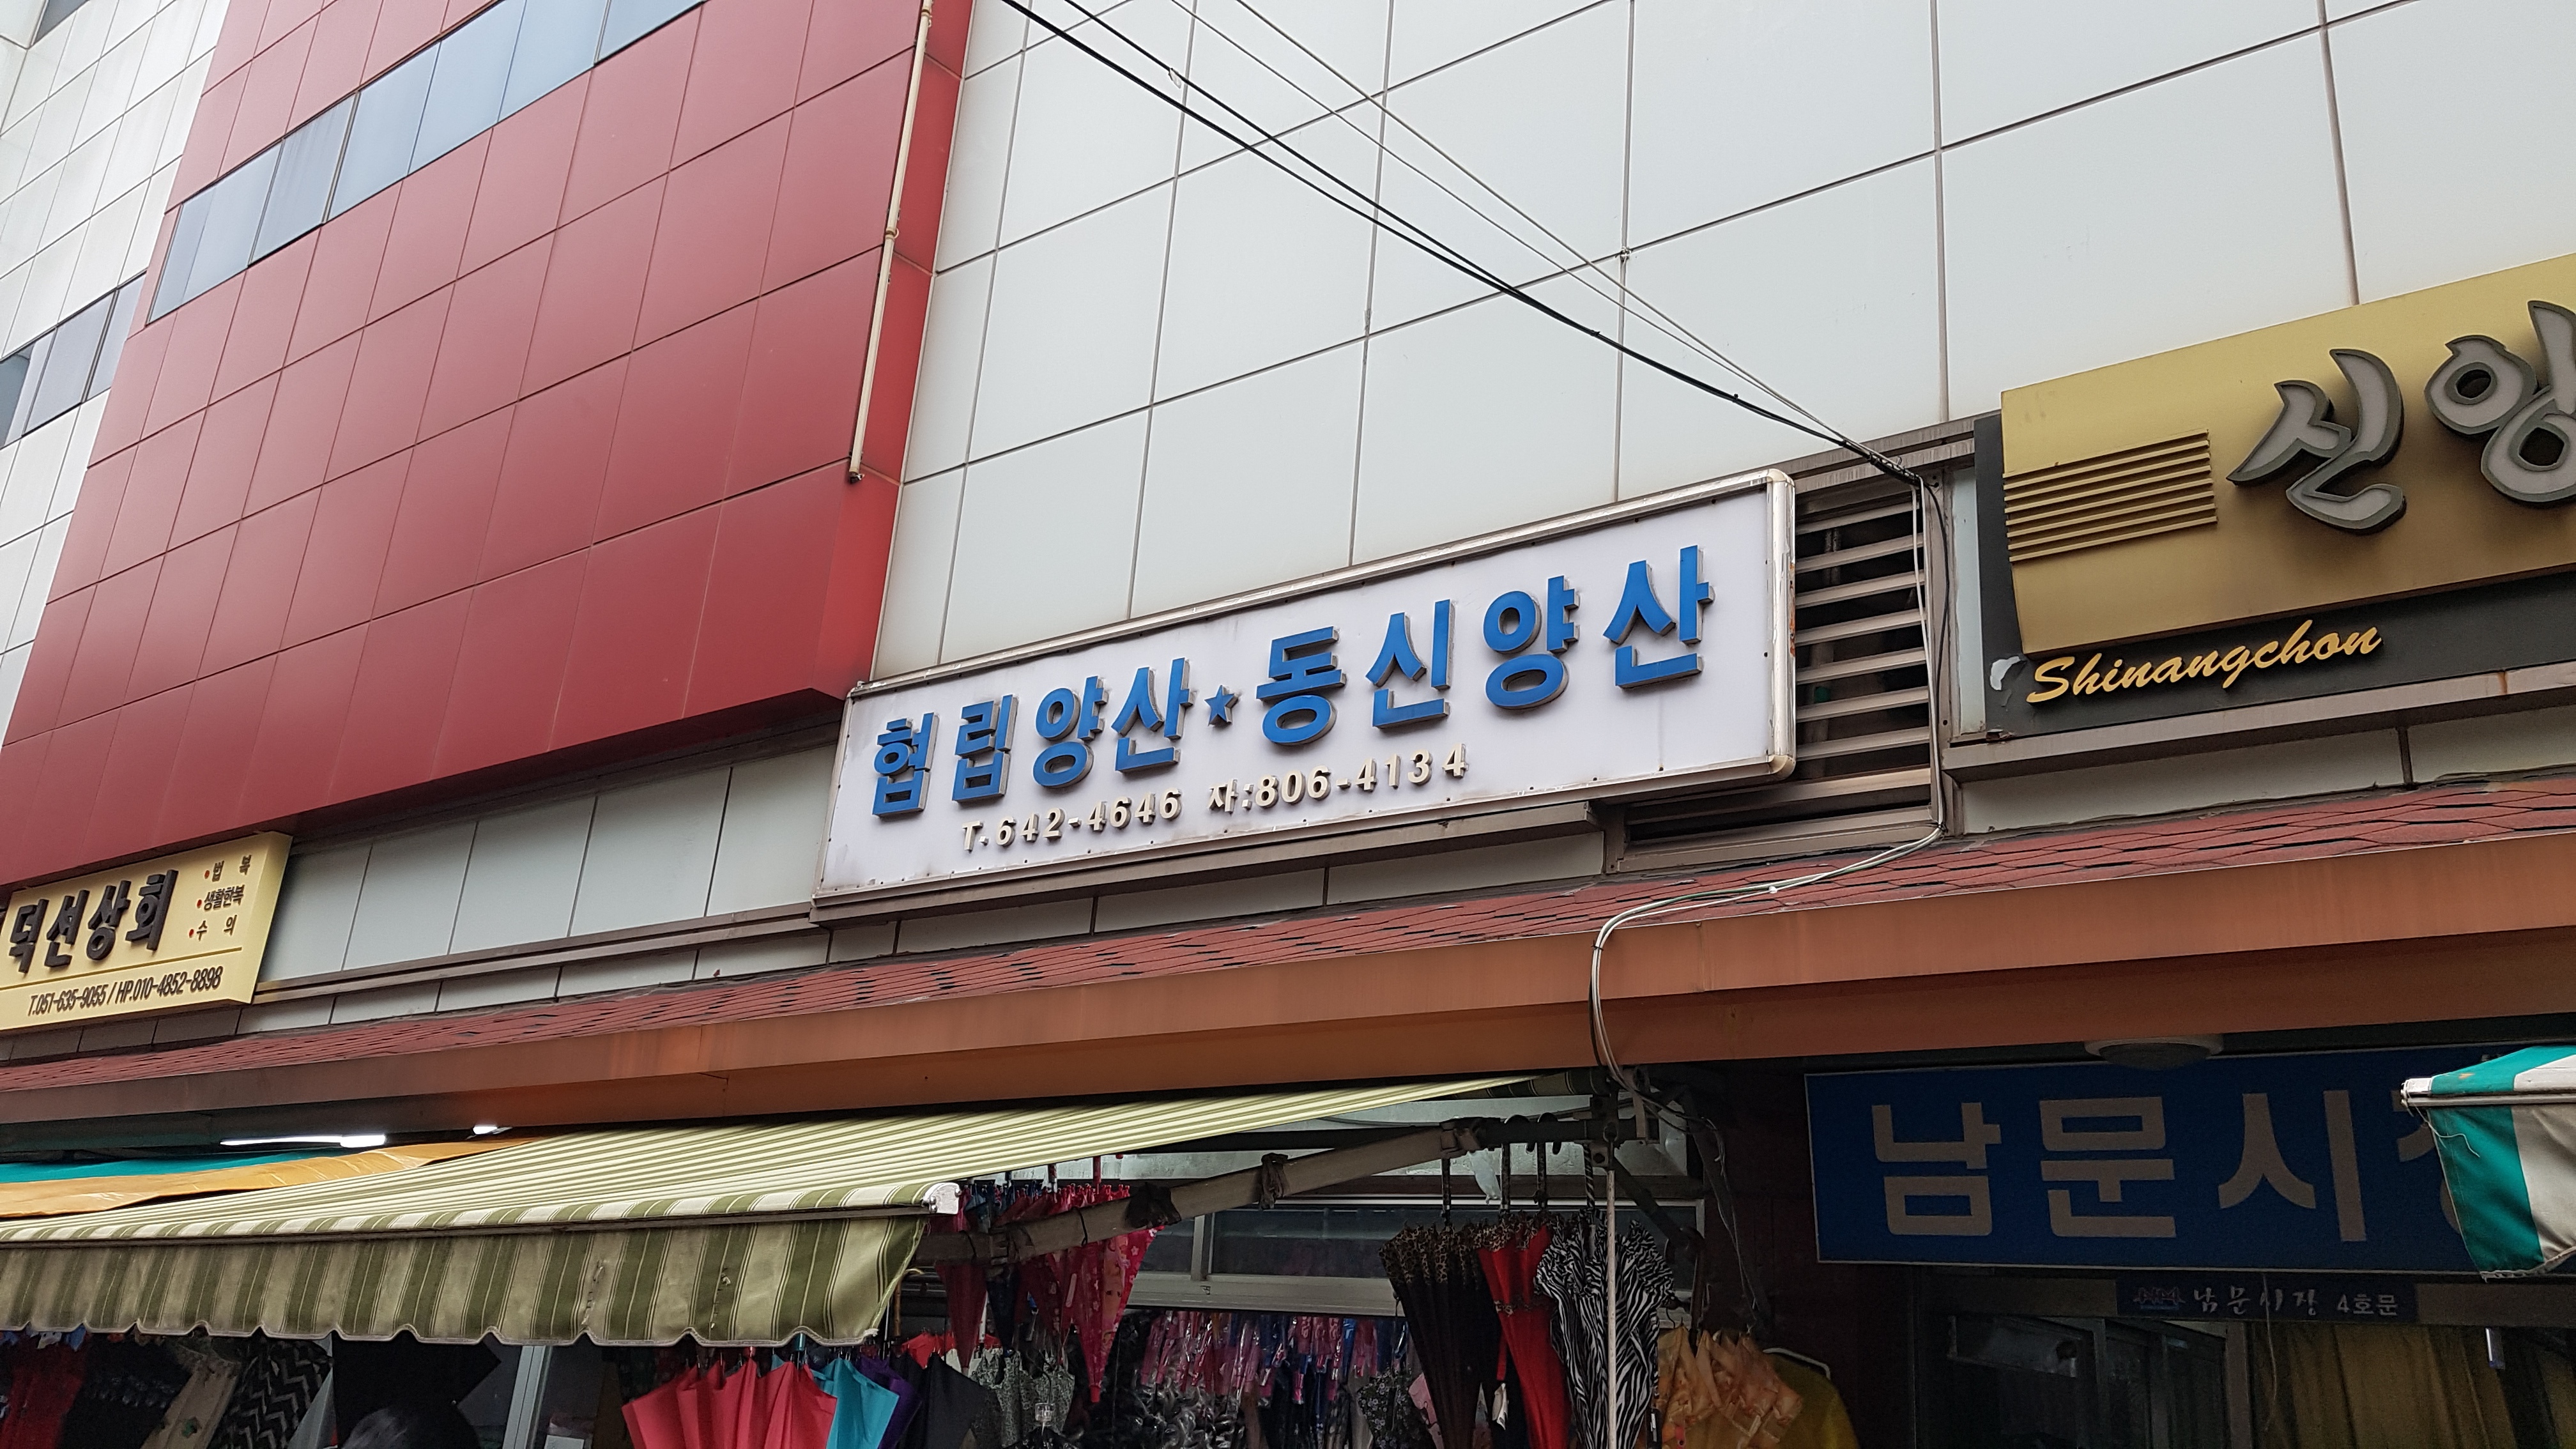 덕선상회
•법 복
•생활한복
•수 의
T.051-635-9055 / HP.010-4852-8898
협립양산★동신양산
T.642-4646 자:806-4134
신앙
Shinangchon
남문시
남문시장 4호문